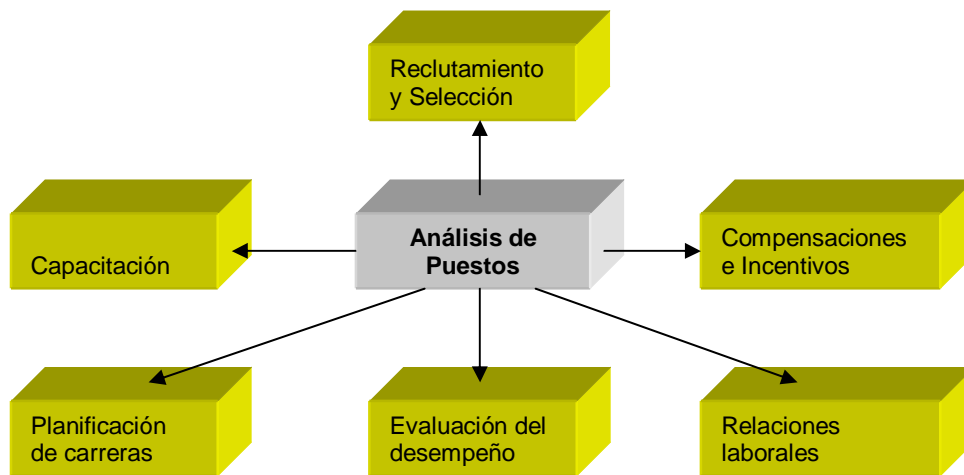 Reclutamiento
y Selección
Análisis de
Puestos
Capacitación
Compensaciones
e Incentivos
Planificación
de carreras
Evaluación del
desempeño
Relaciones
laborales